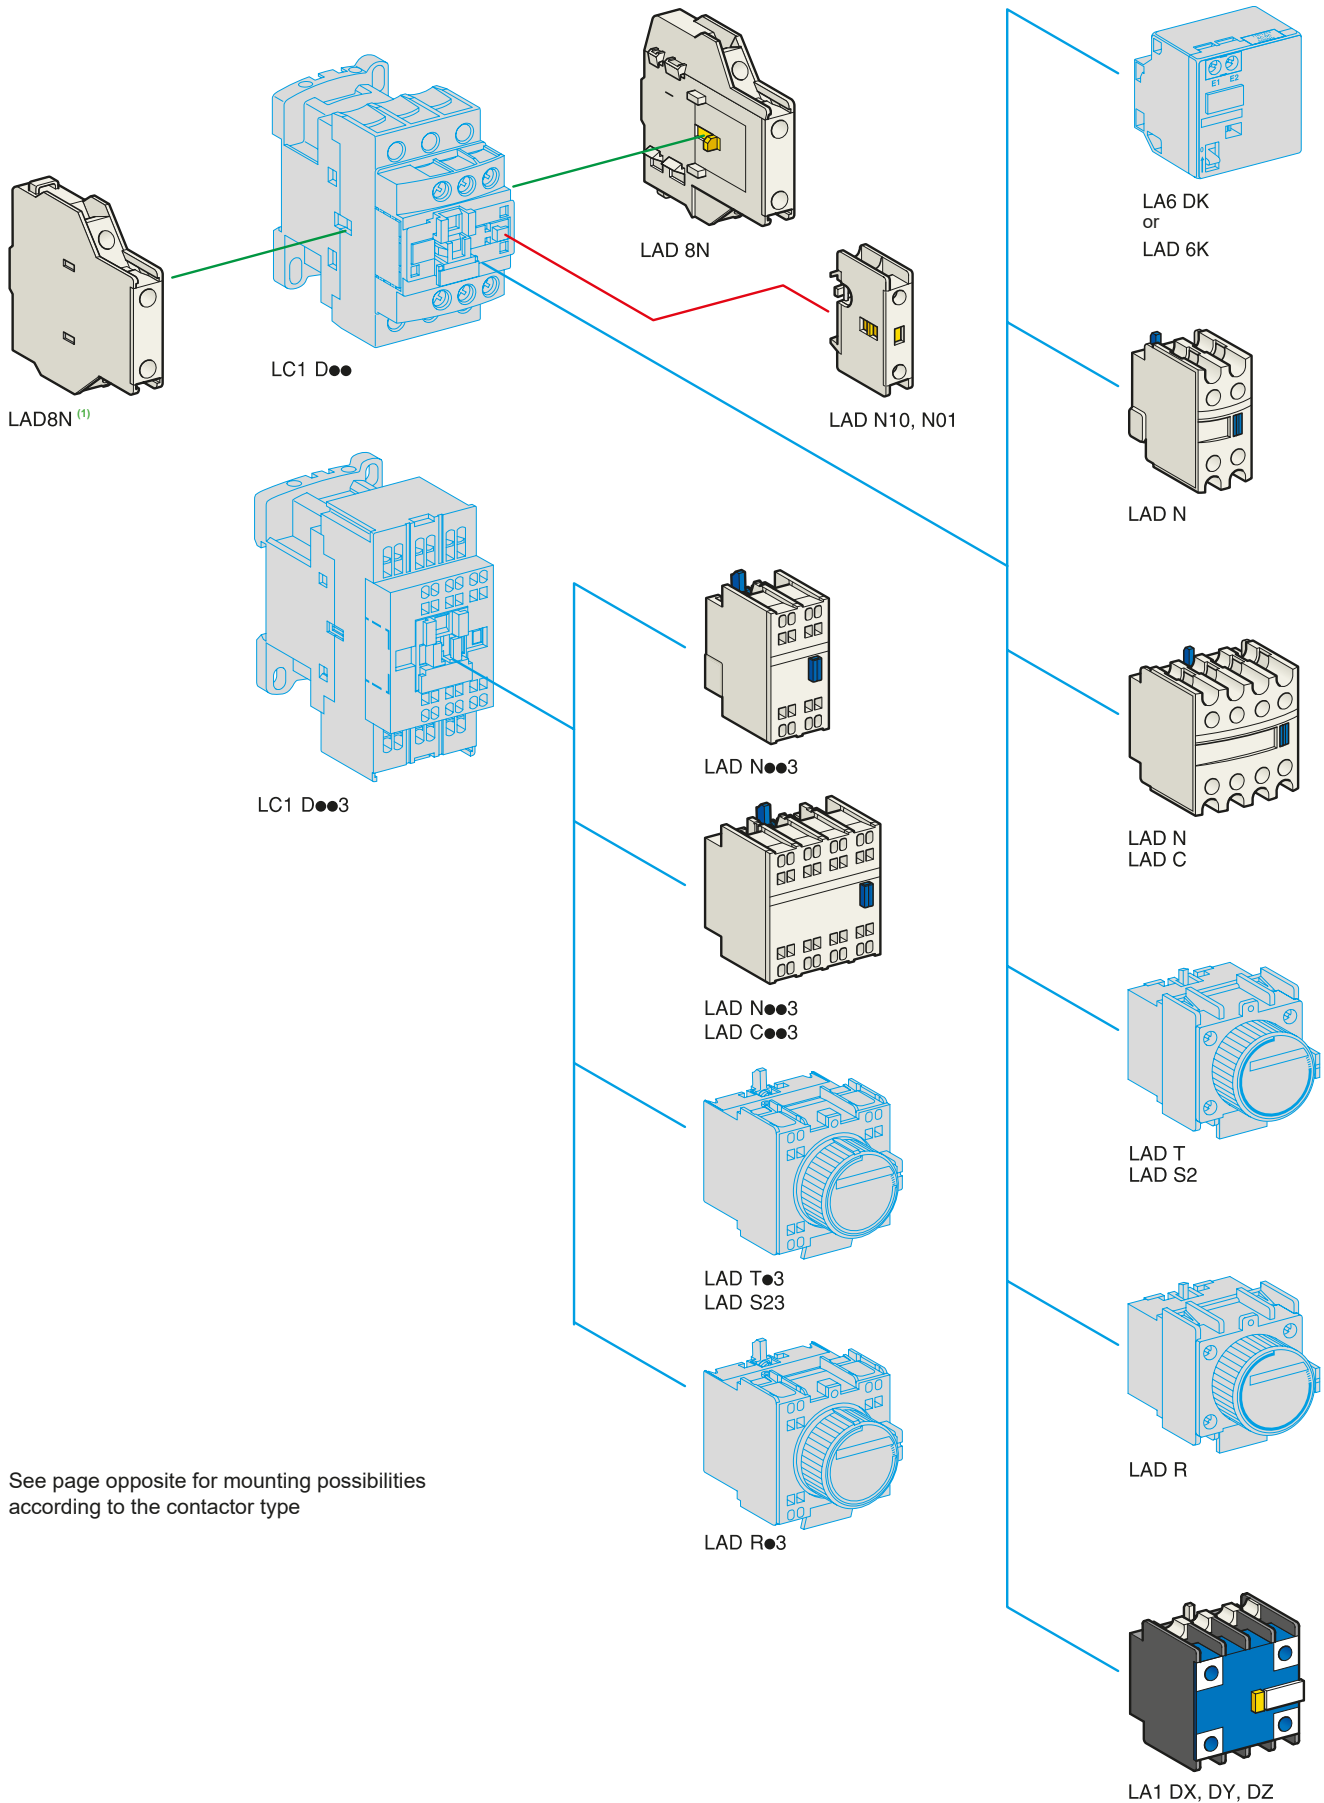 E1 E2
LA6 DK
or
LAD 6K
LAD 8N
LC1 D●●
LAD8N (1)
LAD N10, N01
LAD N
LC1 D●●3
LAD N●●3
LAD N
LAD C
LAD N●●3
LAD C●●3
LAD T
LAD S2
LAD T●3
LAD S23
LAD R
See page opposite for mounting possibilities
according to the contactor type
LAD R●3
LA1 DX, DY, DZ